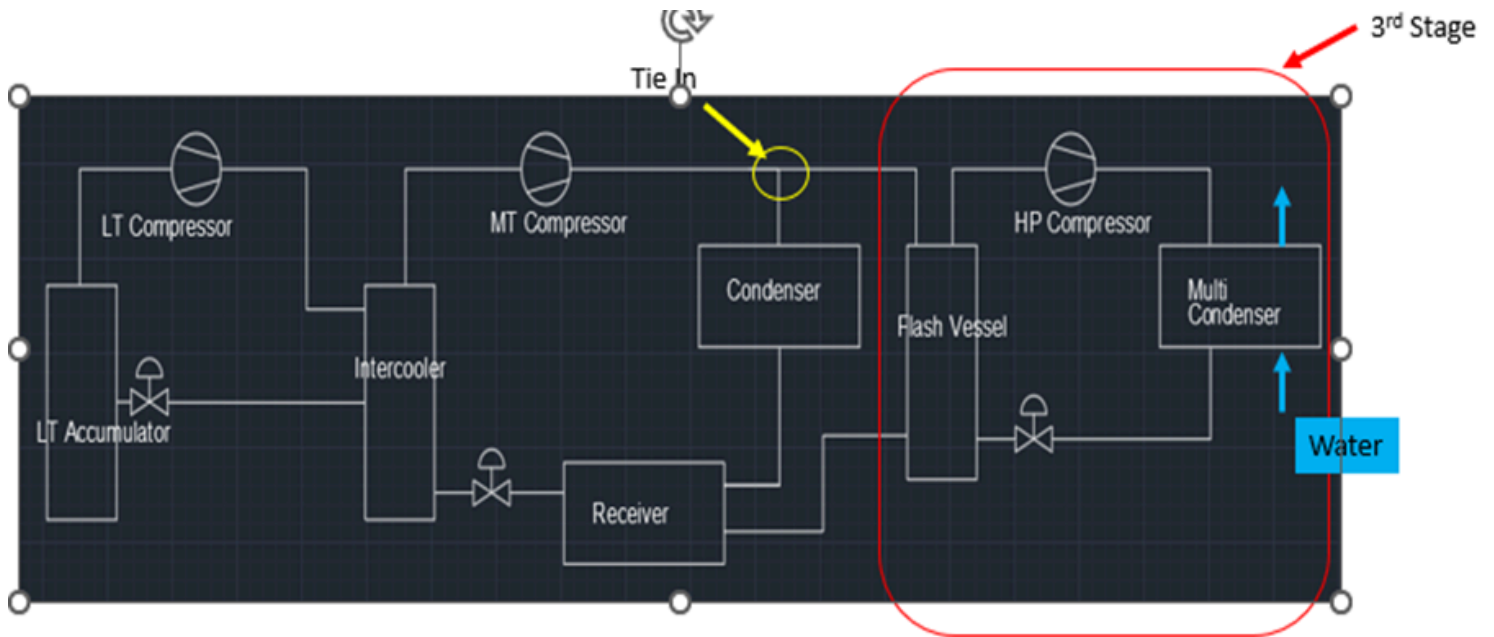 3rd Stage
Tie In
LT Compressor
MT Compressor
HP Compressor
Condenser
Multi
Condenser
Flash Vessel
Intercooler
LT Accumulator
Water
Receiver